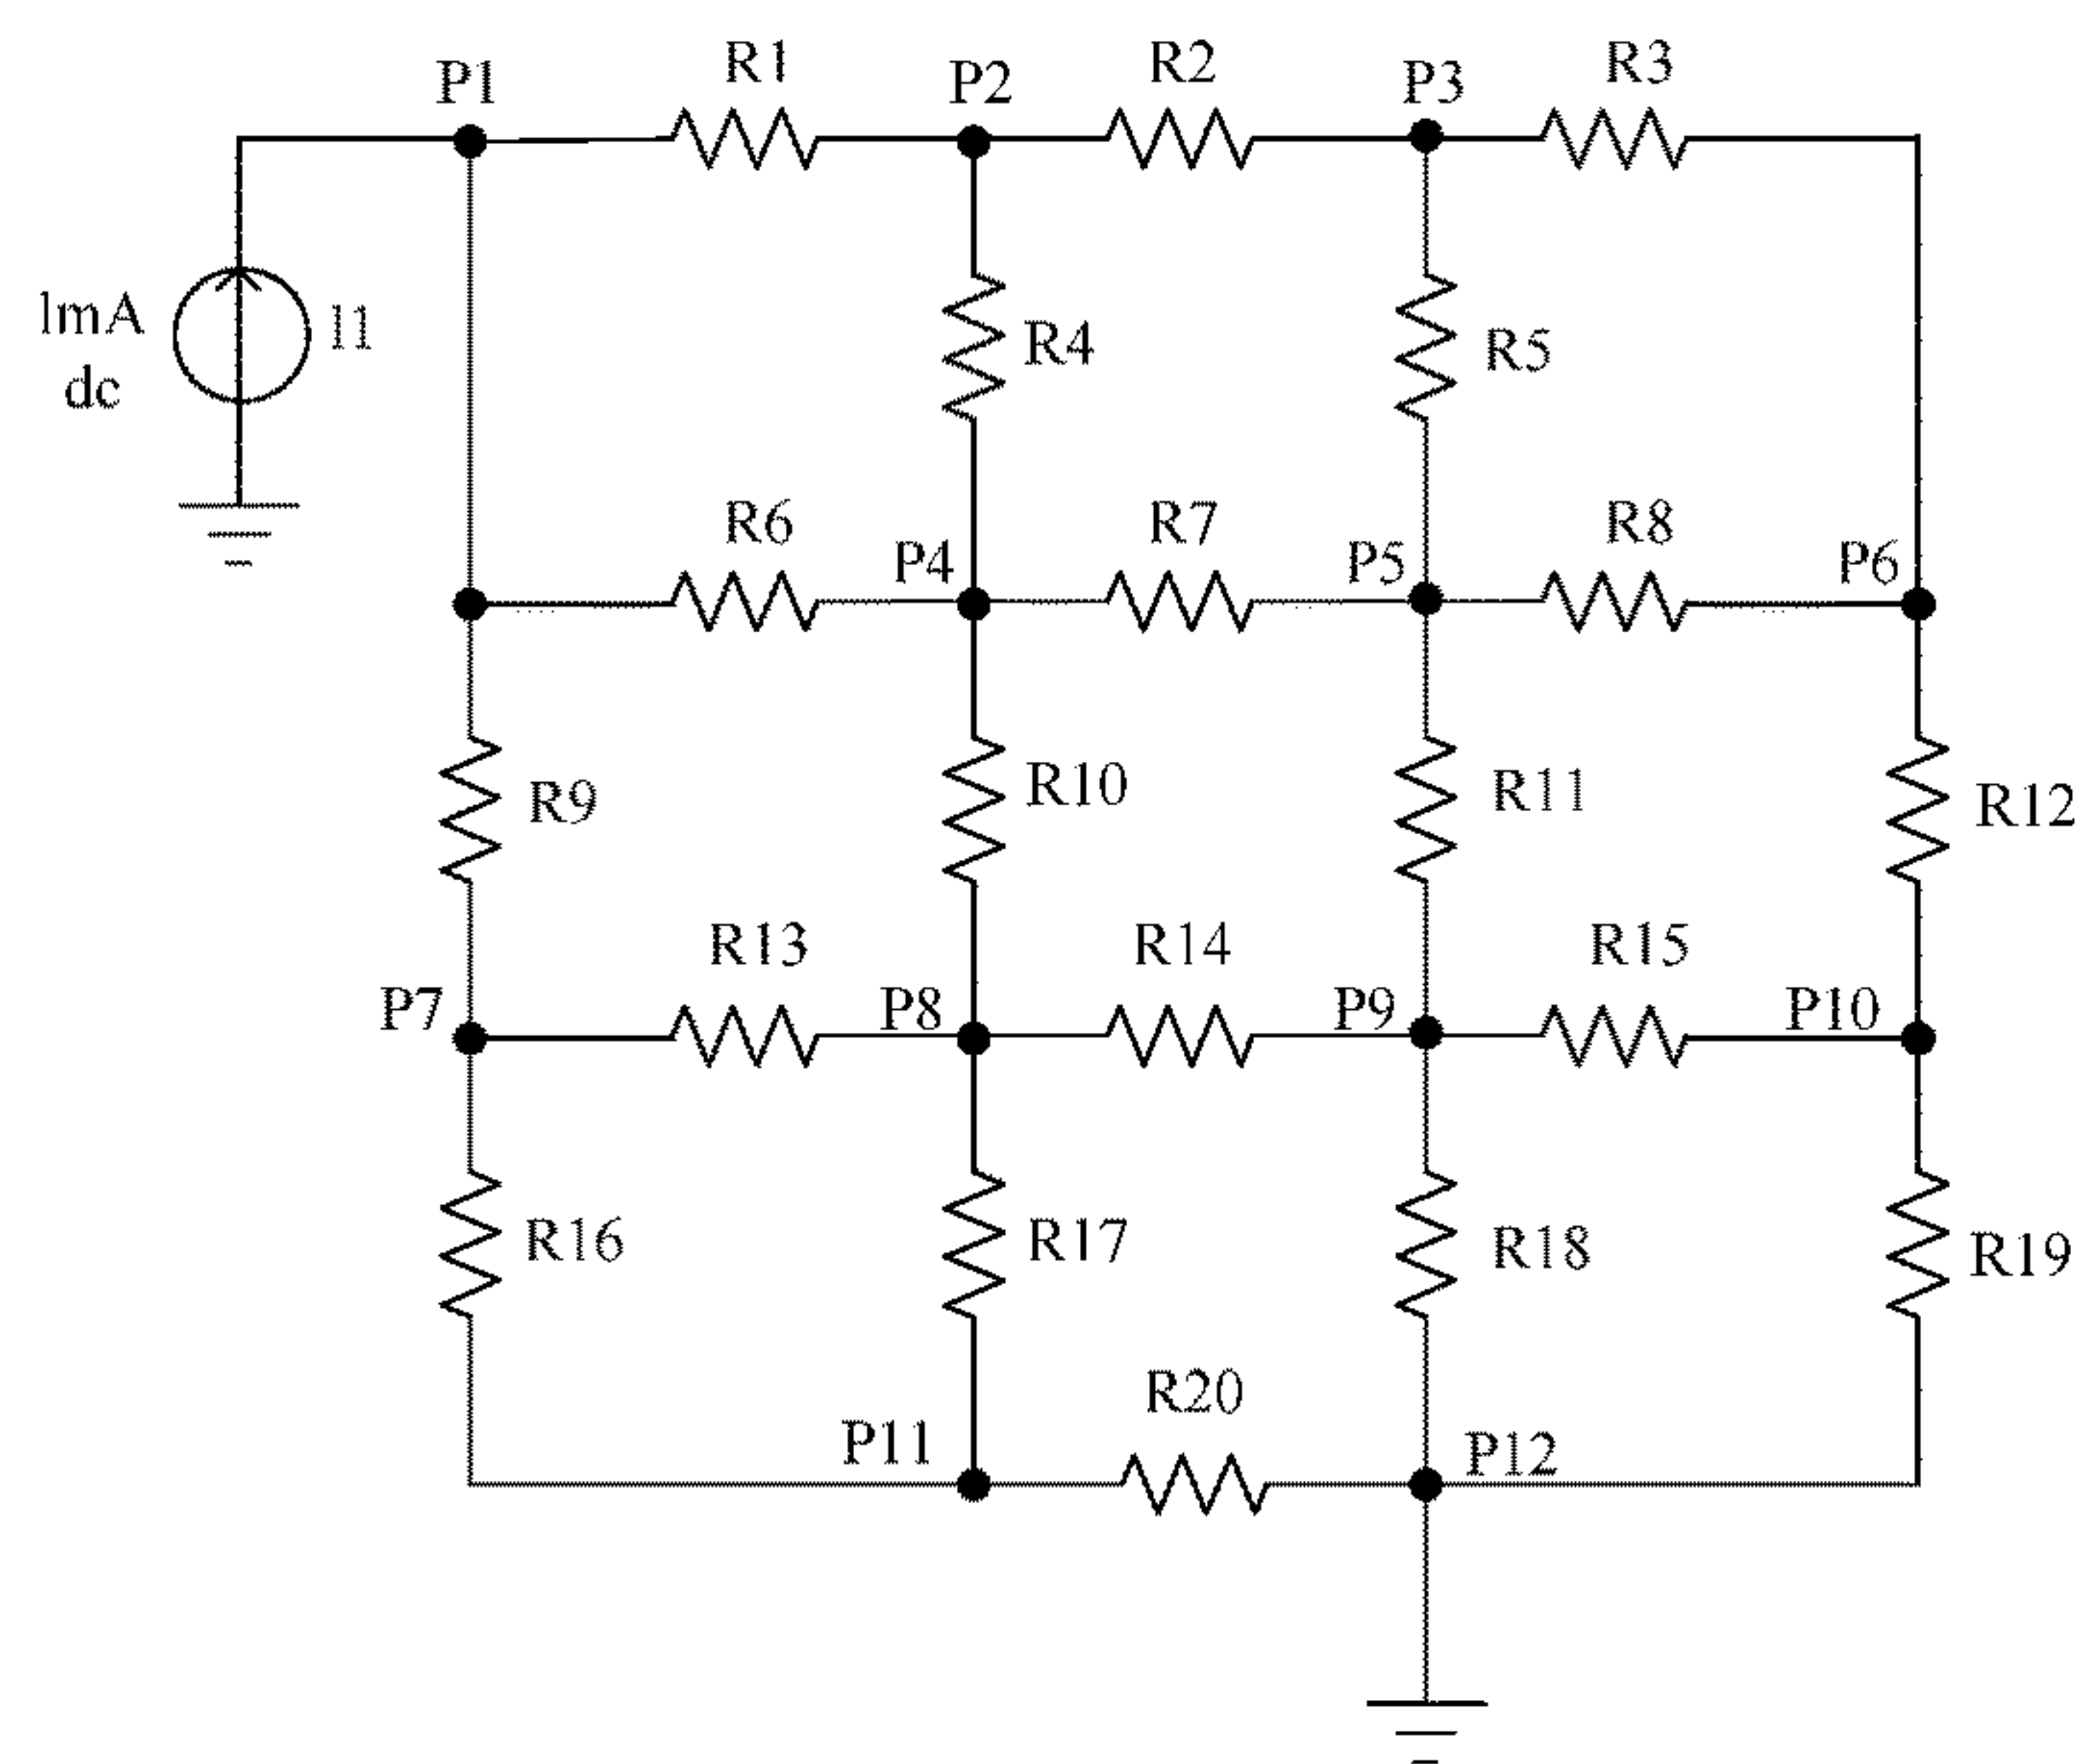 P1 R1 P2 R2 P3 R3
1mA
dc
I1
R4 R5
R6 R7 R8
P4 P5 P6
R9 R10 R11 R12
R13 R14 R15
P7 P8 P9 P10
R16 R17 R18 R19
R20
P11 P12